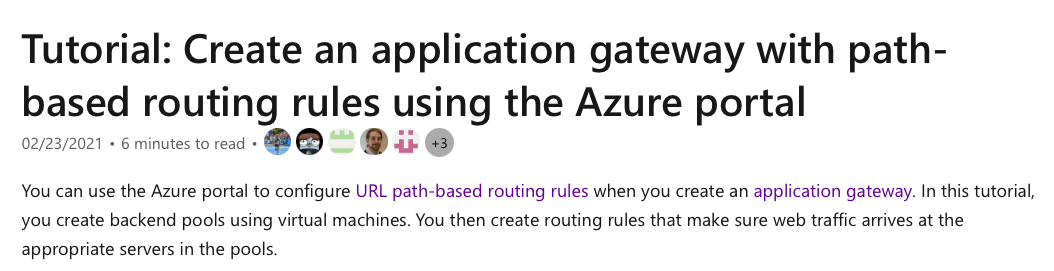 Tutorial: Create an application gateway with path-
based routing rules using the Azure portal
02/23/2021 • 6 minutes to read • +3
You can use the Azure portal to configure URL path-based routing rules when you create an application gateway. In this tutorial,
you create backend pools using virtual machines. You then create routing rules that make sure web traffic arrives at the
appropriate servers in the pools.